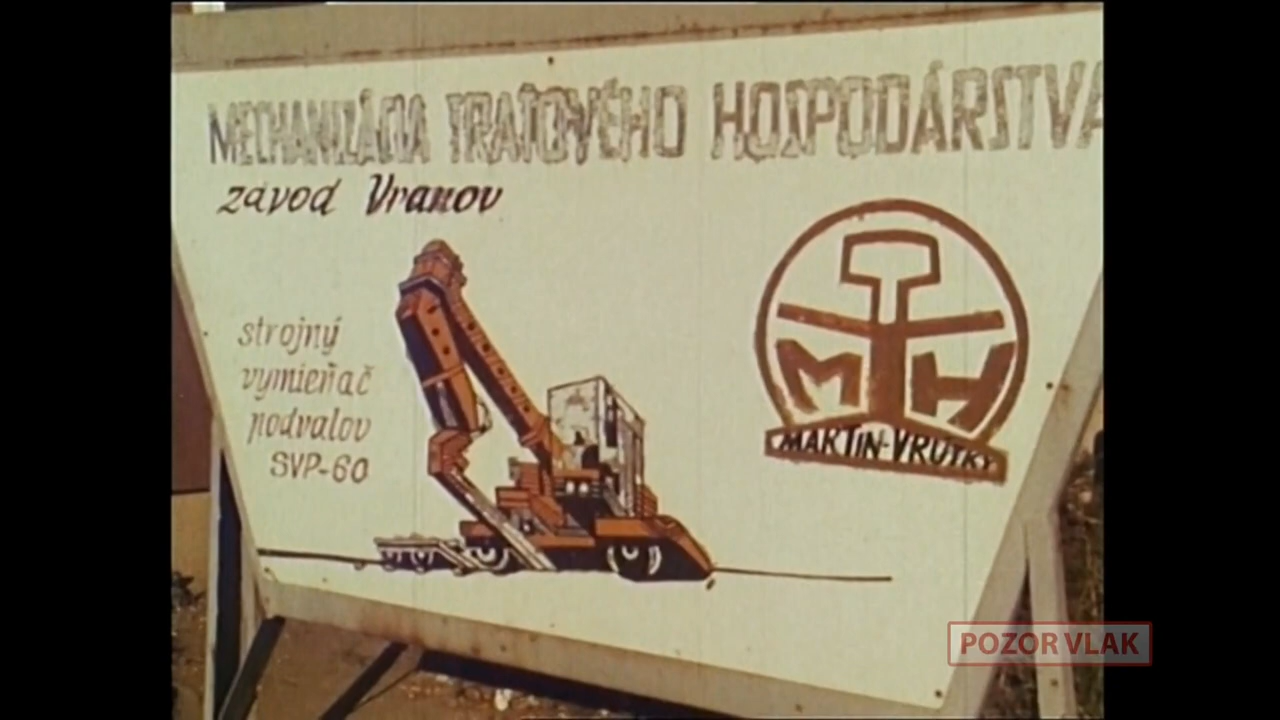 MECHANIZÁCIA TRAŤOVÉHO HOSPODÁRSTVA
závod Vranov
strojný
vymieňač
podvalov
SVP-60
MTH
MARTIN-VRÚTKY
POZOR VLAK